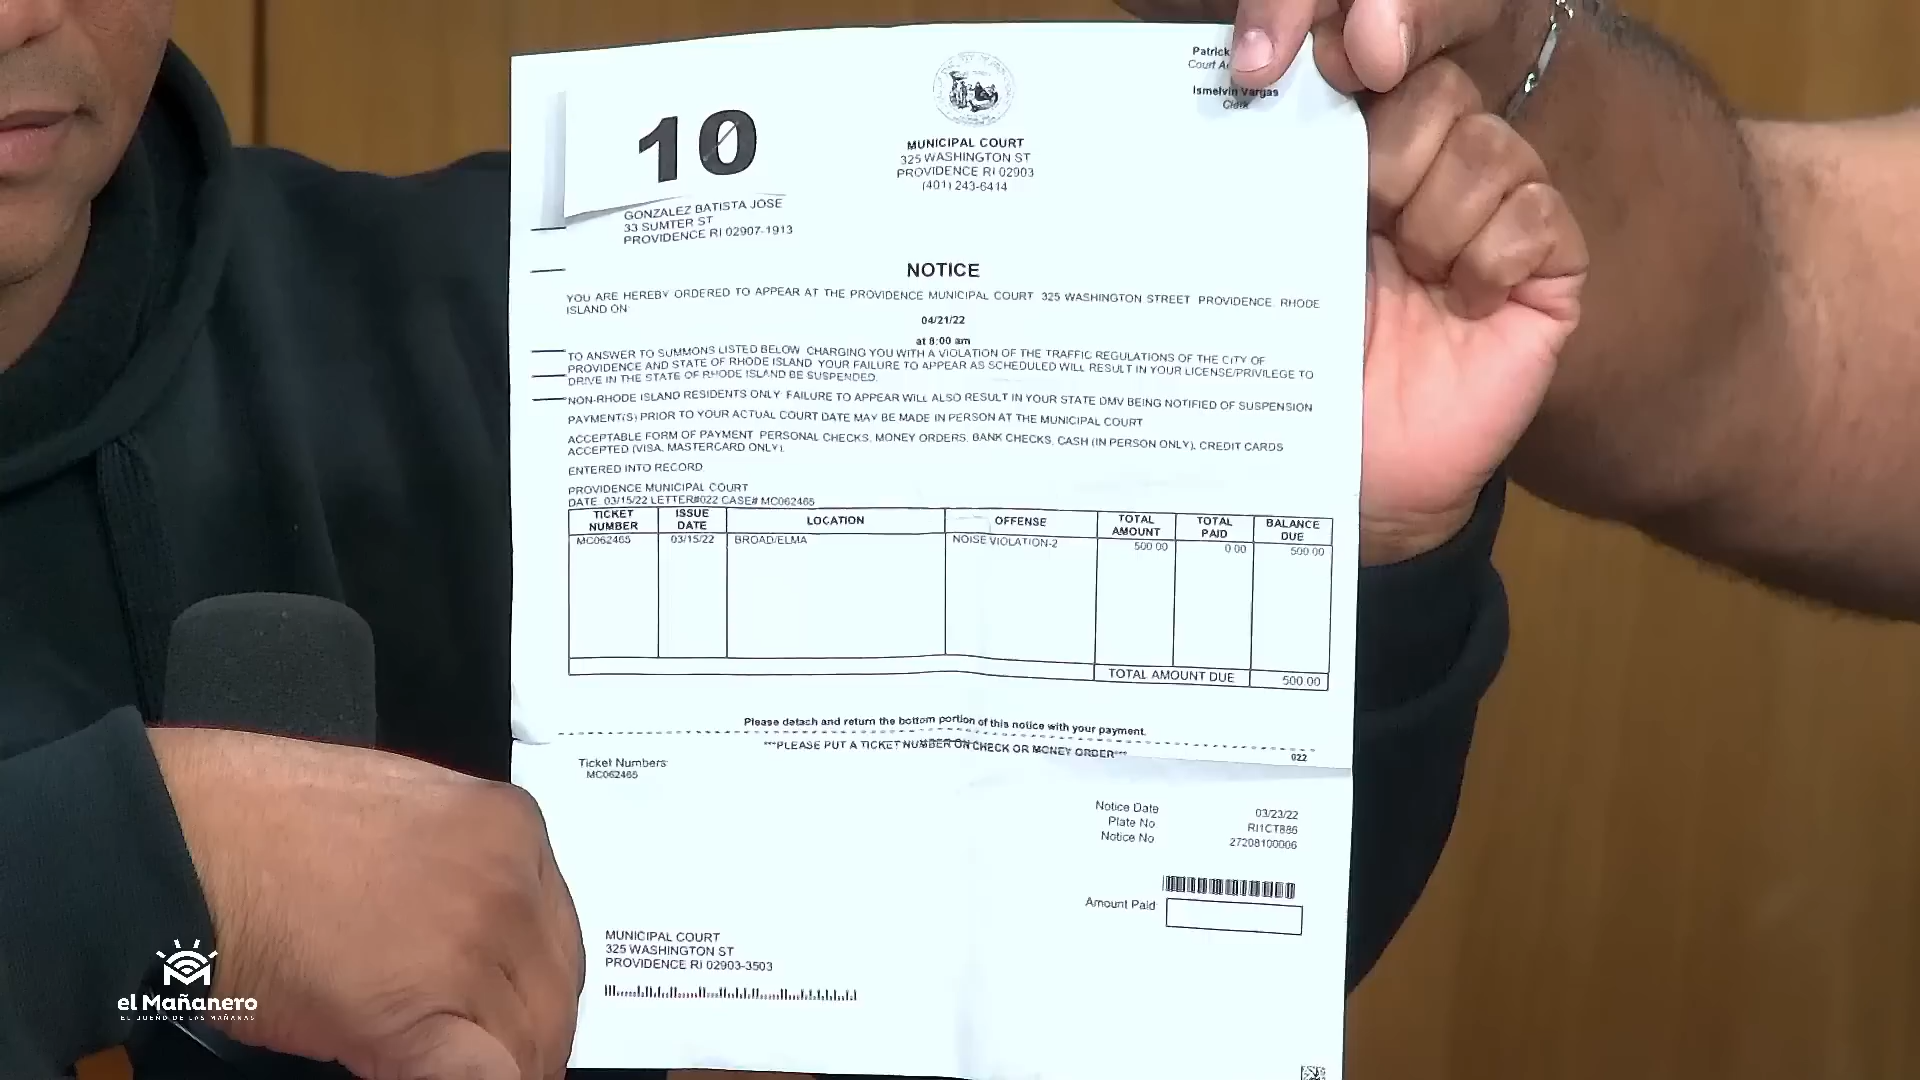 10
MUNICIPAL COURT
325 WASHINGTON ST
PROVIDENCE RI 02903
(401) 243-6414
Patrick
Court
Ismelvin Vargas
Clerk
GONZALEZ BATISTA JOSE
33 SUMTER ST
PROVIDENCE RI 02907-1913
NOTICE
YOU ARE HEREBY ORDERED TO APPEAR AT THE PROVIDENCE MUNICIPAL COURT 325 WASHINGTON STREET PROVIDENCE, RHODE
ISLAND ON
04/21/22
at 8:00 am
TO ANSWER TO SUMMONS LISTED BELOW CHARGING YOU WITH A VIOLATION OF THE TRAFFIC REGULATIONS OF THE CITY OF
PROVIDENCE AND STATE OF RHODE ISLAND YOUR FAILURE TO APPEAR AS SCHEDULED WILL RESULT IN YOUR LICENSE/PRIVILEGE TO
DRIVE IN THE STATE OF RHODE ISLAND BE SUSPENDED.
NON-RHODE ISLAND RESIDENTS ONLY FAILURE TO APPEAR WILL ALSO RESULT IN YOUR STATE DMV BEING NOTIFIED OF SUSPENSION
PAYMENT(S) PRIOR TO YOUR ACTUAL COURT DATE MAY BE MADE IN PERSON AT THE MUNICIPAL COURT
ACCEPTABLE FORM OF PAYMENT PERSONAL CHECKS, MONEY ORDERS, BANK CHECKS, CASH (IN PERSON ONLY), CREDIT CARDS
ACCEPTED (VISA, MASTERCARD ONLY).
ENTERED INTO RECORD
PROVIDENCE MUNICIPAL COURT
DATE 03/15/22 LETTER#022 CASE# MC062465
TICKET NUMBER ISSUE DATE LOCATION OFFENSE TOTAL AMOUNT TOTAL PAID BALANCE DUE
MC062465 03/15/22 BROAD/ELMA NOISE VIOLATION-2 500.00 0.00 500.00
TOTAL AMOUNT DUE 500.00
Please detach and return the bottom portion of this notice with your payment.
***PLEASE PUT A TICKET NUMBER ON CHECK OR MONEY ORDER***
022
Ticket Numbers:
MC062465
Notice Date 03/23/22
Plate No RI1CT886
Notice No 27208100006
Amount Paid:
MUNICIPAL COURT
325 WASHINGTON ST
PROVIDENCE RI 02903-3503
el Mañanero
EL DUEÑO DE LAS MAÑANAS